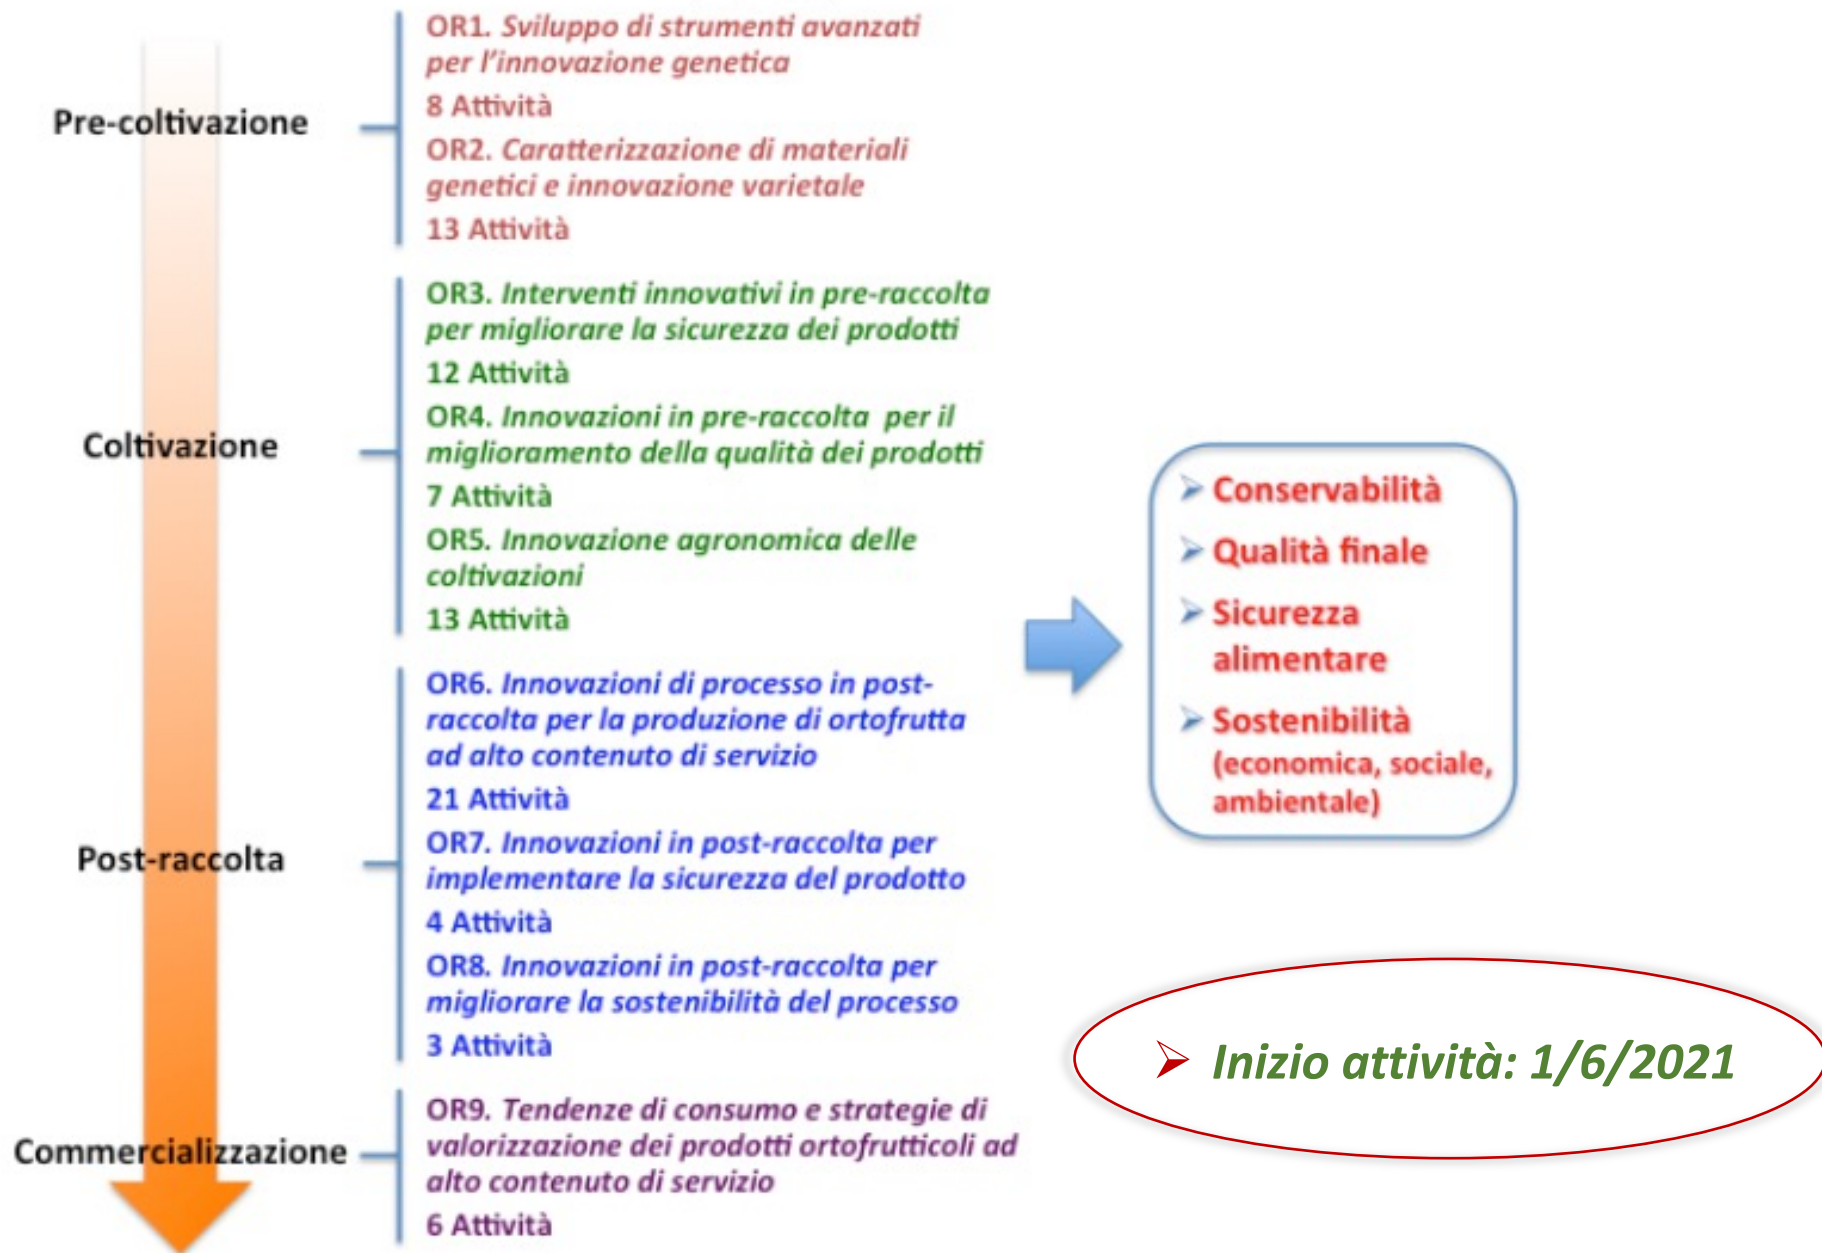 Pre-coltivazione
OR1. Sviluppo di strumenti avanzati
per l'innovazione genetica
8 Attività
OR2. Caratterizzazione di materiali
genetici e innovazione varietale
13 Attività
Coltivazione
OR3. Interventi innovativi in pre-raccolta
per migliorare la sicurezza dei prodotti
12 Attività
OR4. Innovazioni in pre-raccolta per il
miglioramento della qualità dei prodotti
7 Attività
OR5. Innovazione agronomica delle
coltivazioni
13 Attività
Post-raccolta
OR6. Innovazioni di processo in post-
raccolta per la produzione di ortofrutta
ad alto contenuto di servizio
21 Attività
OR7. Innovazioni in post-raccolta per
implementare la sicurezza del prodotto
4 Attività
OR8. Innovazioni in post-raccolta per
migliorare la sostenibilità del processo
3 Attività
Commercializzazione
OR9. Tendenze di consumo e strategie di
valorizzazione dei prodotti ortofrutticoli ad
alto contenuto di servizio
6 Attività
➢ Conservabilità
➢ Qualità finale
➢ Sicurezza
alimentare
➢ Sostenibilità
(economica, sociale,
ambientale)
➢ Inizio attività: 1/6/2021